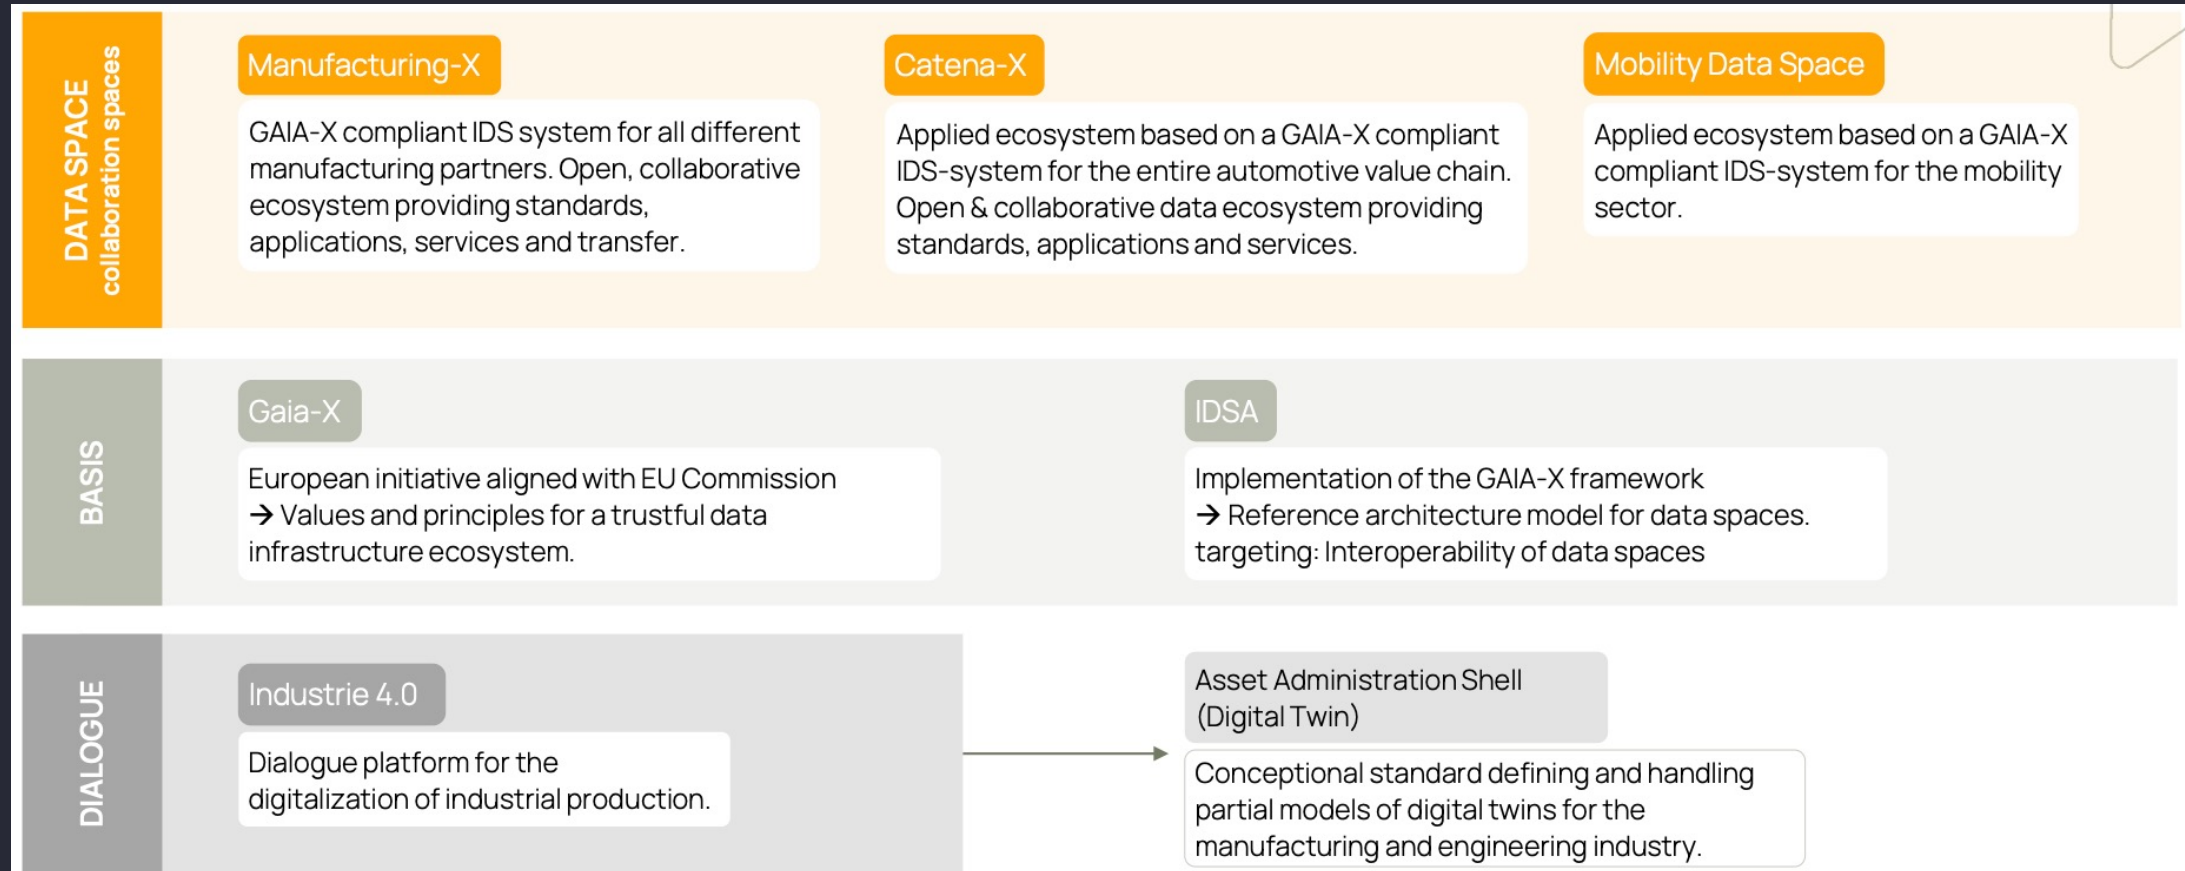 DATA SPACE
collaboration spaces
Manufacturing-X
GAIA-X compliant IDS system for all different
manufacturing partners. Open, collaborative
ecosystem providing standards,
applications, services and transfer.
Catena-X
Applied ecosystem based on a GAIA-X compliant
IDS-system for the entire automotive value chain.
Open & collaborative data ecosystem providing
standards, applications and services.
Mobility Data Space
Applied ecosystem based on a GAIA-X
compliant IDS-system for the mobility
sector.
BASIS
Gaia-X
European initiative aligned with EU Commission
→ Values and principles for a trustful data
infrastructure ecosystem.
IDSA
Implementation of the GAIA-X framework
→ Reference architecture model for data spaces.
targeting: Interoperability of data spaces
DIALOGUE
Industrie 4.0
Dialogue platform for the
digitalization of industrial production.
Asset Administration Shell
(Digital Twin)
Conceptional standard defining and handling
partial models of digital twins for the
manufacturing and engineering industry.